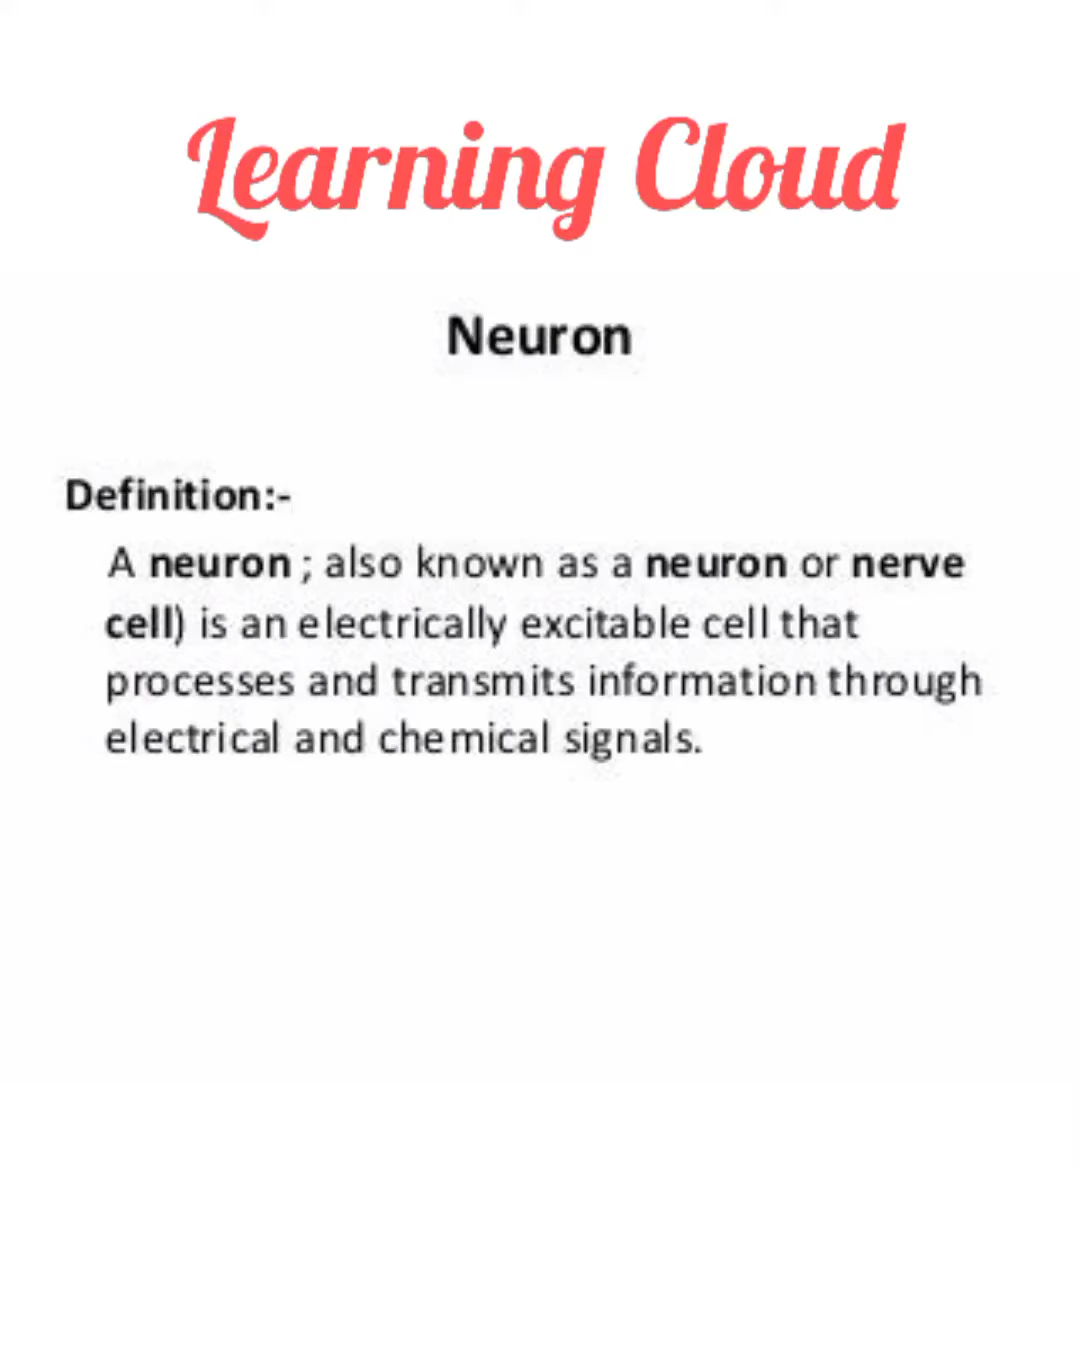 Learning Cloud
Neuron
Definition:-
A neuron ; also known as a neuron or nerve
cell) is an electrically excitable cell that
processes and transmits information through
electrical and chemical signals.